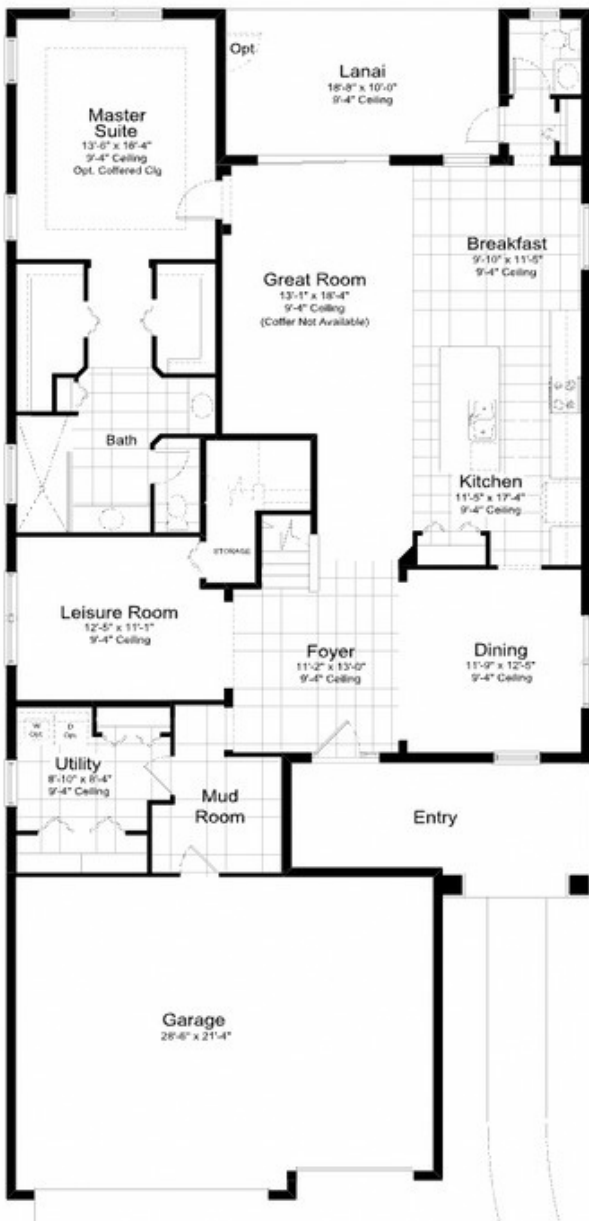 Opt.
Lanai
18'-8" x 10'-0"
9'-4" Ceiling
Master
Suite
13'-6" x 16'-4"
9'-4" Ceiling
Opt. Coffered Clg
Breakfast
9'-10" x 11'-5"
9'-4" Ceiling
Great Room
13'-1" x 18'-4"
9'-4" Ceiling
(Coffer Not Available)
Bath
Kitchen
11'-5" x 17'-4"
9'-4" Ceiling
STORAGE
Leisure Room
12'-5" x 11'-1"
9'-4" Ceiling
Foyer
11'-2" x 13'-0"
9'-4" Ceiling
Dining
11'-9" x 12'-5"
9'-4" Ceiling
W
Opt.
D
Opt.
Utility
8'-10" x 8'-4"
9'-4" Ceiling
Mud
Room
Entry
Garage
28'-6" x 21'-4"